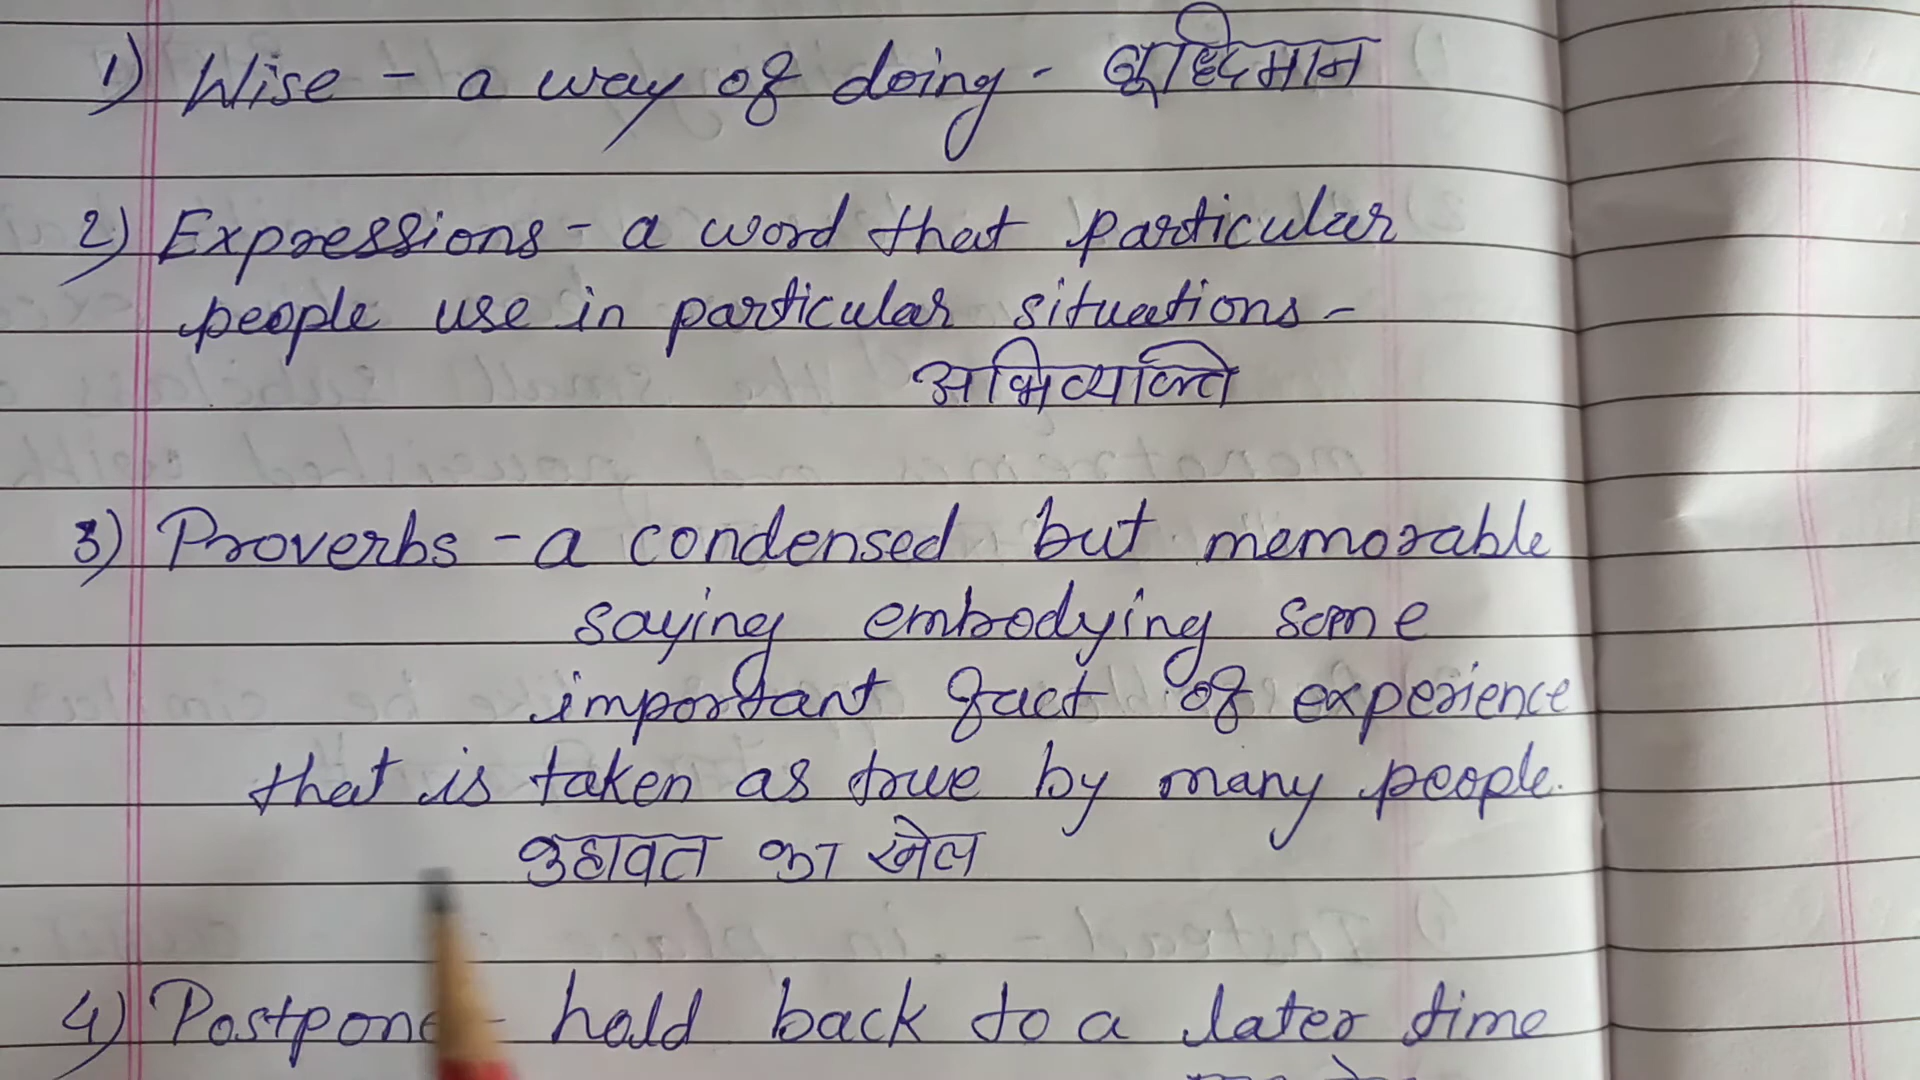 1) Wise - a way of doing - बुद्धिमान
2) Expressions - a word that particular
people use in particular situations -
अभिव्यक्ति
3) Proverbs - a condensed but memorable
saying embodying some
important fact of experience
that is taken as true by many people.
कहावत का खेल
4) Postpone - hold back to a later time